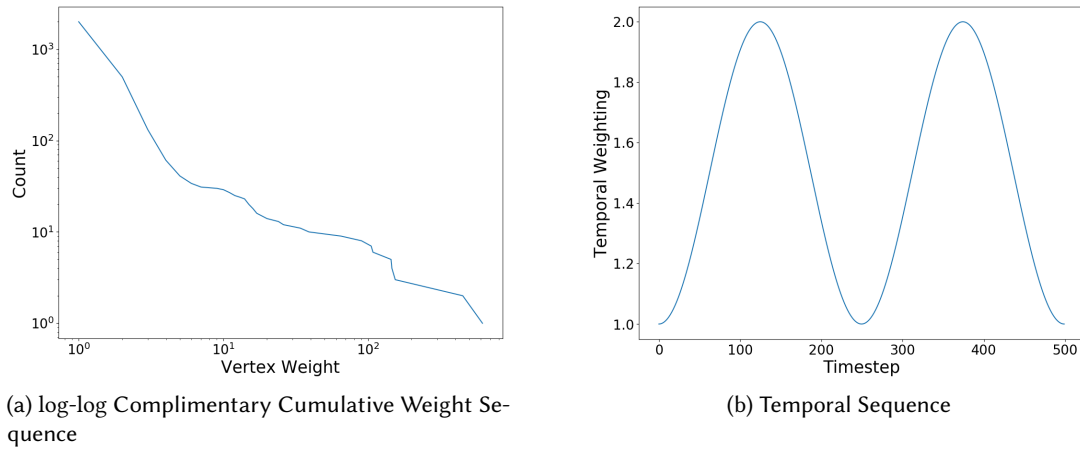 10³
10²
10¹
10⁰
Count
10⁰ 10¹ 10²
Vertex Weight
(a) log-log Complimentary Cumulative Weight Se-
quence
2.0
1.8
1.6
1.4
1.2
1.0
Temporal Weighting
0 100 200 300 400 500
Timestep
(b) Temporal Sequence